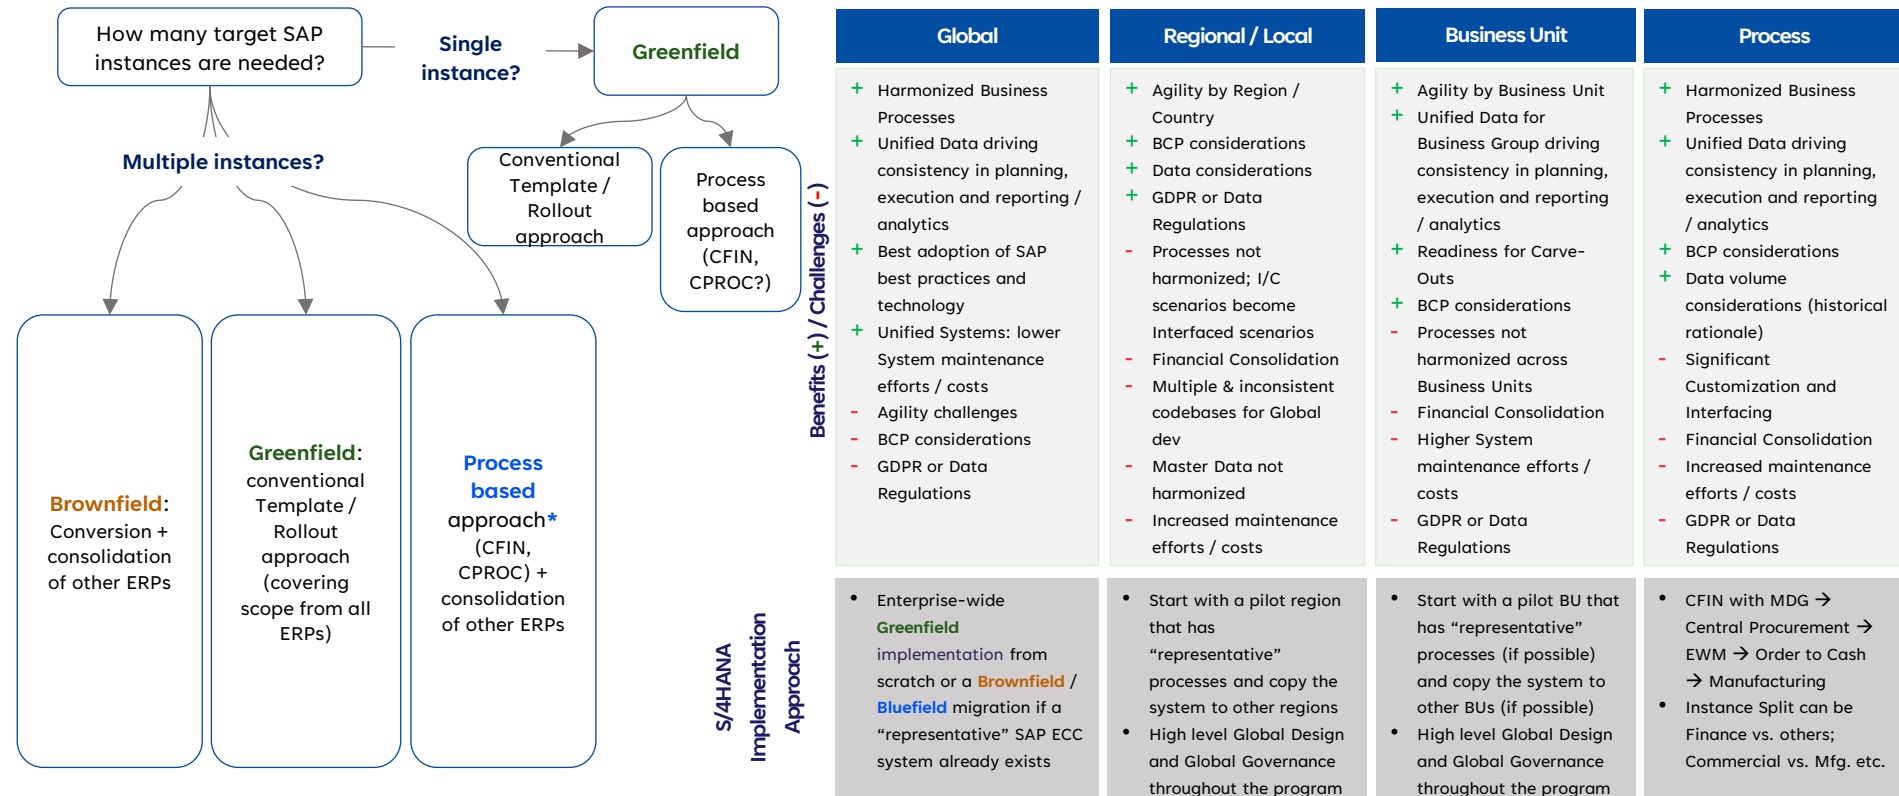 How many target SAP
instances are needed?
Single
instance?
Greenfield
Multiple instances?
Conventional
Template /
Rollout
approach
Process
based
approach
(CFIN,
CPROC?)
Brownfield:
Conversion +
consolidation
of other ERPs
Greenfield:
conventional
Template /
Rollout
approach
(covering
scope from all
ERPs)
Process
based
approach*
(CFIN,
CPROC) +
consolidation
of other ERPs
Benefits (+) / Challenges (-)
Global
+ Harmonized Business
Processes
+ Unified Data driving
consistency in planning,
execution and reporting /
analytics
+ Best adoption of SAP
best practices and
technology
+ Unified Systems: lower
System maintenance
efforts / costs
- Agility challenges
- BCP considerations
- GDPR or Data
Regulations
Regional / Local
+ Agility by Region /
Country
+ BCP considerations
+ Data considerations
+ GDPR or Data
Regulations
- Processes not
harmonized; I/C
scenarios become
Interfaced scenarios
- Financial Consolidation
- Multiple & inconsistent
codebases for Global
dev
- Master Data not
harmonized
- Increased maintenance
efforts / costs
Business Unit
+ Agility by Business Unit
+ Unified Data for
Business Group driving
consistency in planning,
execution and reporting
/ analytics
+ Readiness for Carve-
Outs
+ BCP considerations
- Processes not
harmonized across
Business Units
- Financial Consolidation
- Higher System
maintenance efforts /
costs
- GDPR or Data
Regulations
Process
+ Harmonized Business
Processes
+ Unified Data driving
consistency in planning,
execution and reporting
/ analytics
+ BCP considerations
+ Data volume
considerations (historical
rationale)
- Significant
Customization and
Interfacing
- Financial Consolidation
- Increased maintenance
efforts / costs
- GDPR or Data
Regulations
S/4HANA
Implementation
Approach
• Enterprise-wide
Greenfield
implementation from
scratch or a Brownfield /
Bluefield migration if a
“representative” SAP ECC
system already exists
• Start with a pilot region
that has
“representative”
processes and copy the
system to other regions
• High level Global Design
and Global Governance
throughout the program
• Start with a pilot BU that
has “representative”
processes (if possible)
and copy the system to
other BUs (if possible)
• High level Global Design
and Global Governance
throughout the program
• CFIN with MDG →
Central Procurement →
EWM → Order to Cash
→ Manufacturing
• Instance Split can be
Finance vs. others;
Commercial vs. Mfg. etc.